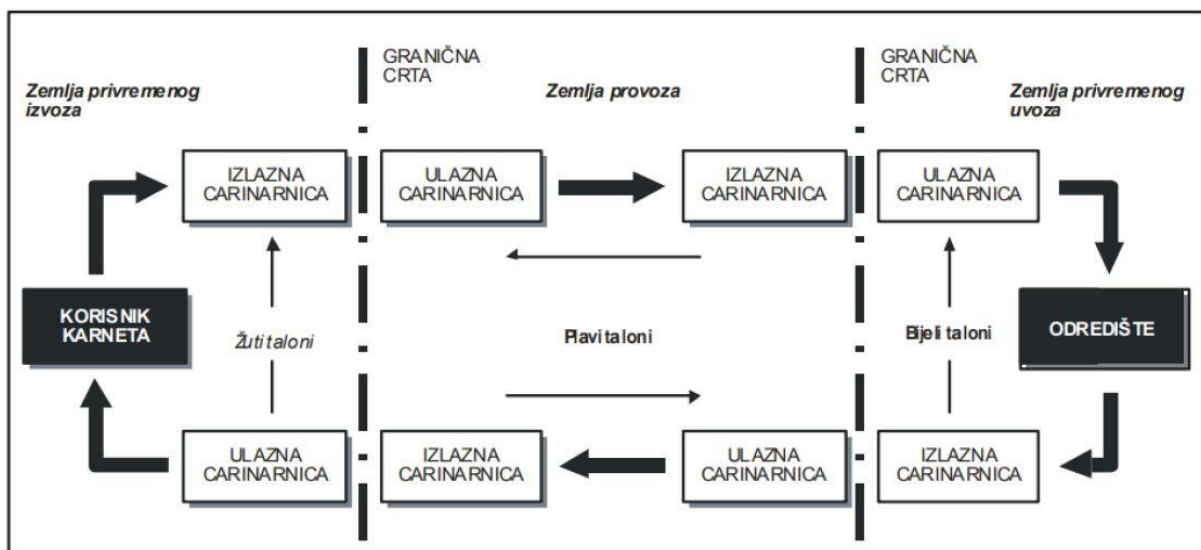 GRANIČNA
CRTA
GRANIČNA
CRTA
Zemlja privremenog
izvoza
Zemlja provoza
Zemlja privremenog
uvoza
IZLAZNA
CARINARNICA
ULAZNA
CARINARNICA
IZLAZNA
CARINARNICA
ULAZNA
CARINARNICA
KORISNIK
KARNETA
Žuti taloni
Plavi taloni
Bijeli taloni
ODREDIŠTE
ULAZNA
CARINARNICA
IZLAZNA
CARINARNICA
ULAZNA
CARINARNICA
IZLAZNA
CARINARNICA